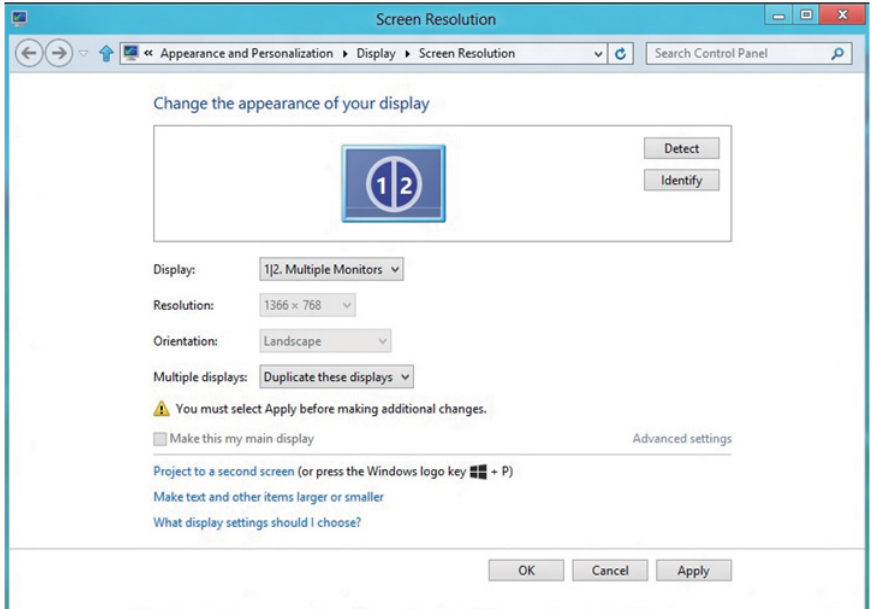 Screen Resolution
« Appearance and Personalization ▸ Display ▸ Screen Resolution
Search Control Panel
Change the appearance of your display
1|2
Detect
Identify
Display: 1|2. Multiple Monitors
Resolution: 1366 × 768
Orientation: Landscape
Multiple displays: Duplicate these displays
You must select Apply before making additional changes.
Make this my main display
Advanced settings
Project to a second screen (or press the Windows logo key + P)
Make text and other items larger or smaller
What display settings should I choose?
OK Cancel Apply